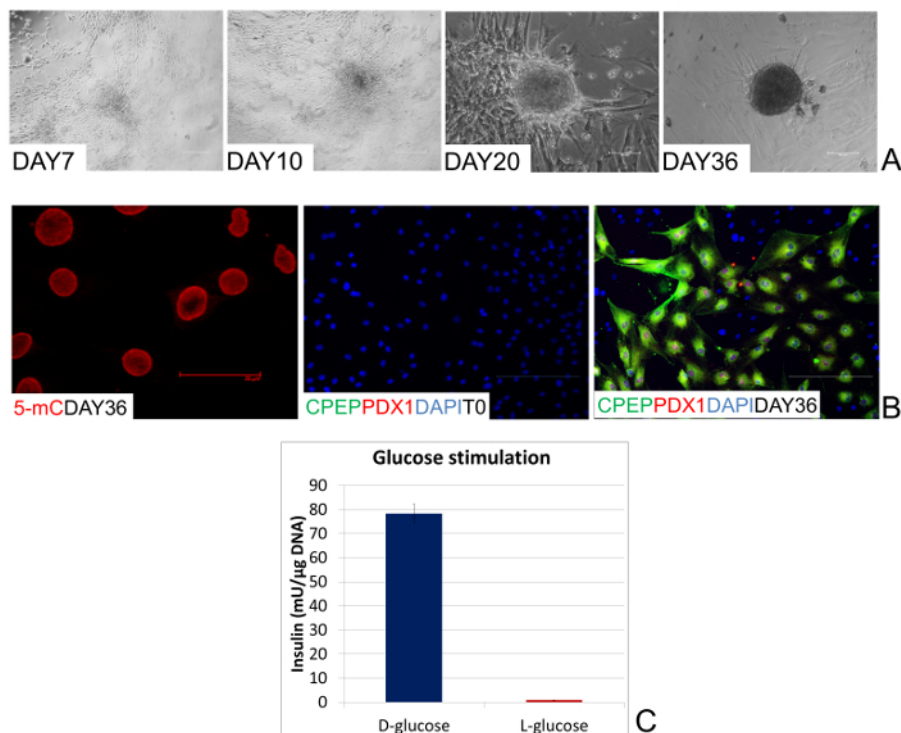 DAY7
DAY10
DAY20
DAY36
A
5-mCDAY36
CPEPPDX1DAPIT0
CPEPPDX1DAPIDAY36
B
Glucose stimulation
Insulin (mU/µg DNA)
90
80
70
60
50
40
30
20
10
0
D-glucose
L-glucose
C